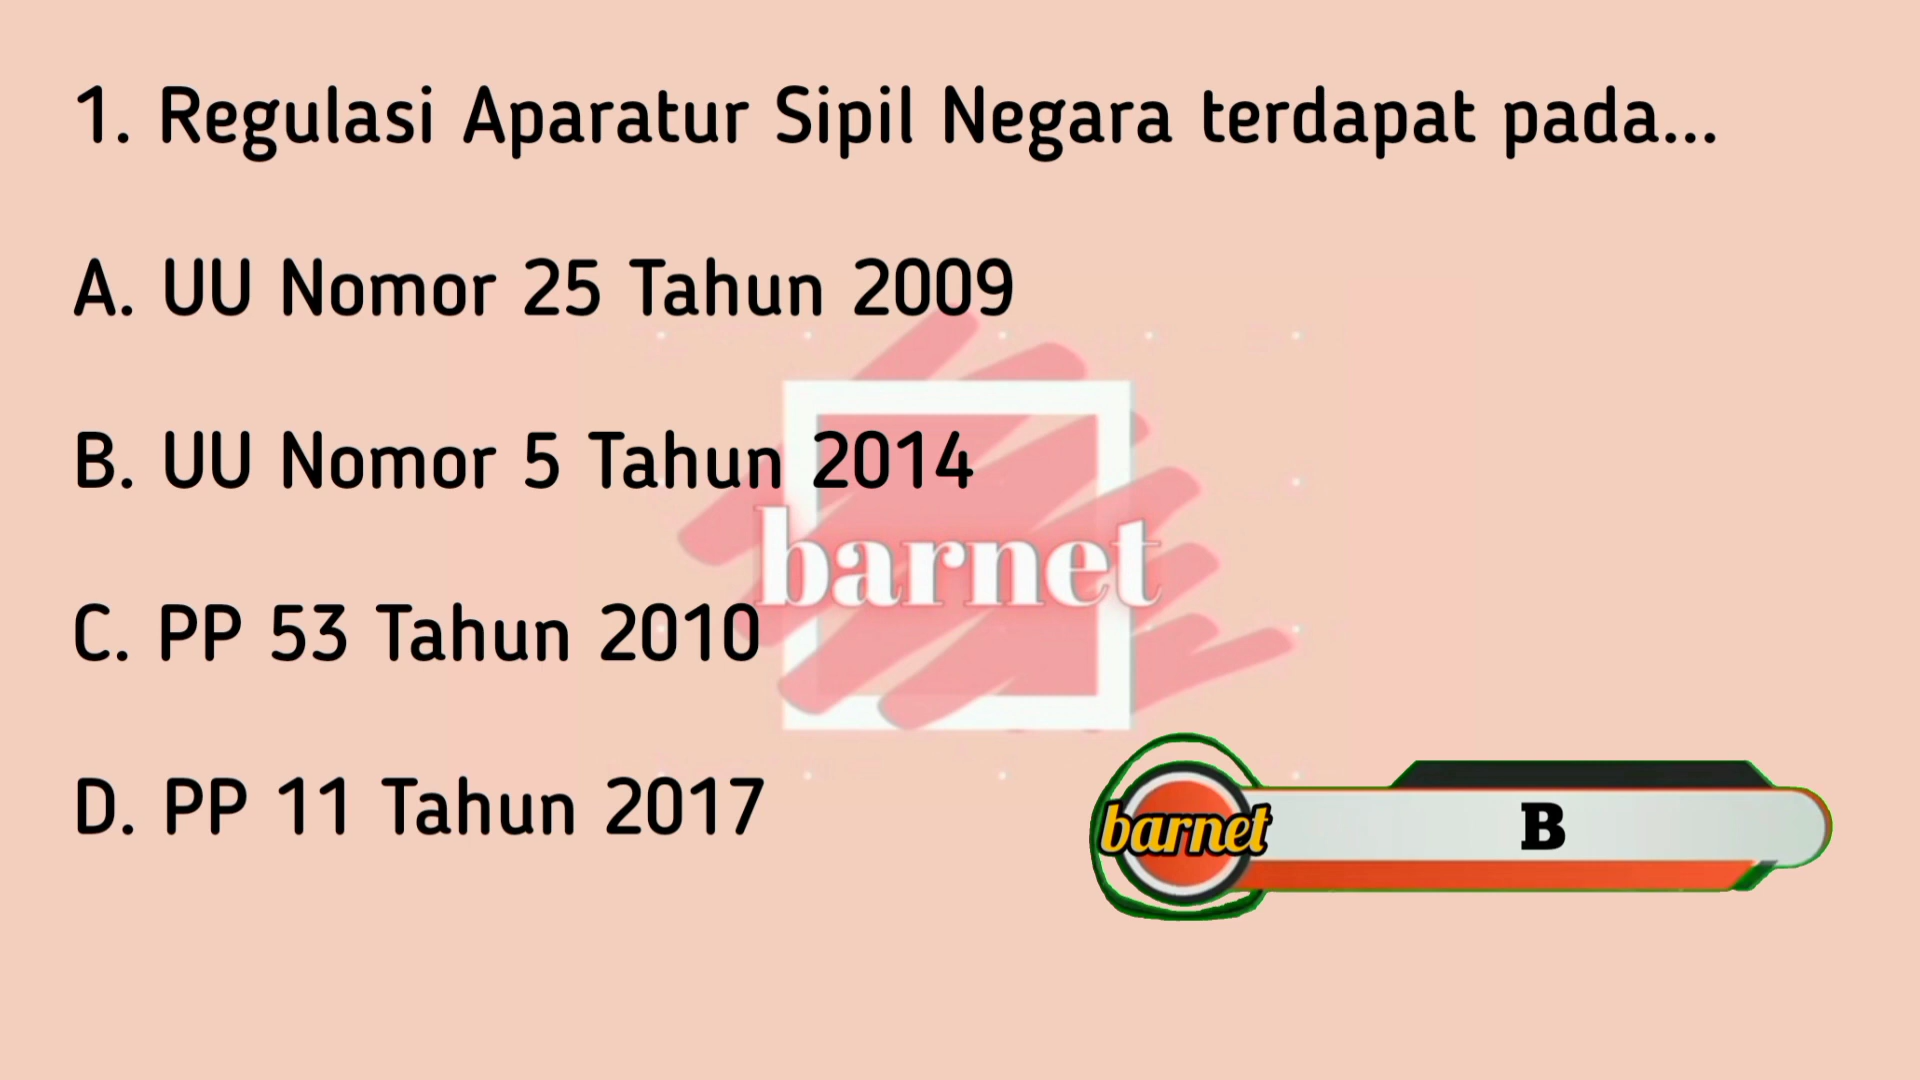 1. Regulasi Aparatur Sipil Negara terdapat pada...
A. UU Nomor 25 Tahun 2009
B. UU Nomor 5 Tahun 2014
barnet
C. PP 53 Tahun 2010
D. PP 11 Tahun 2017
barnet
B